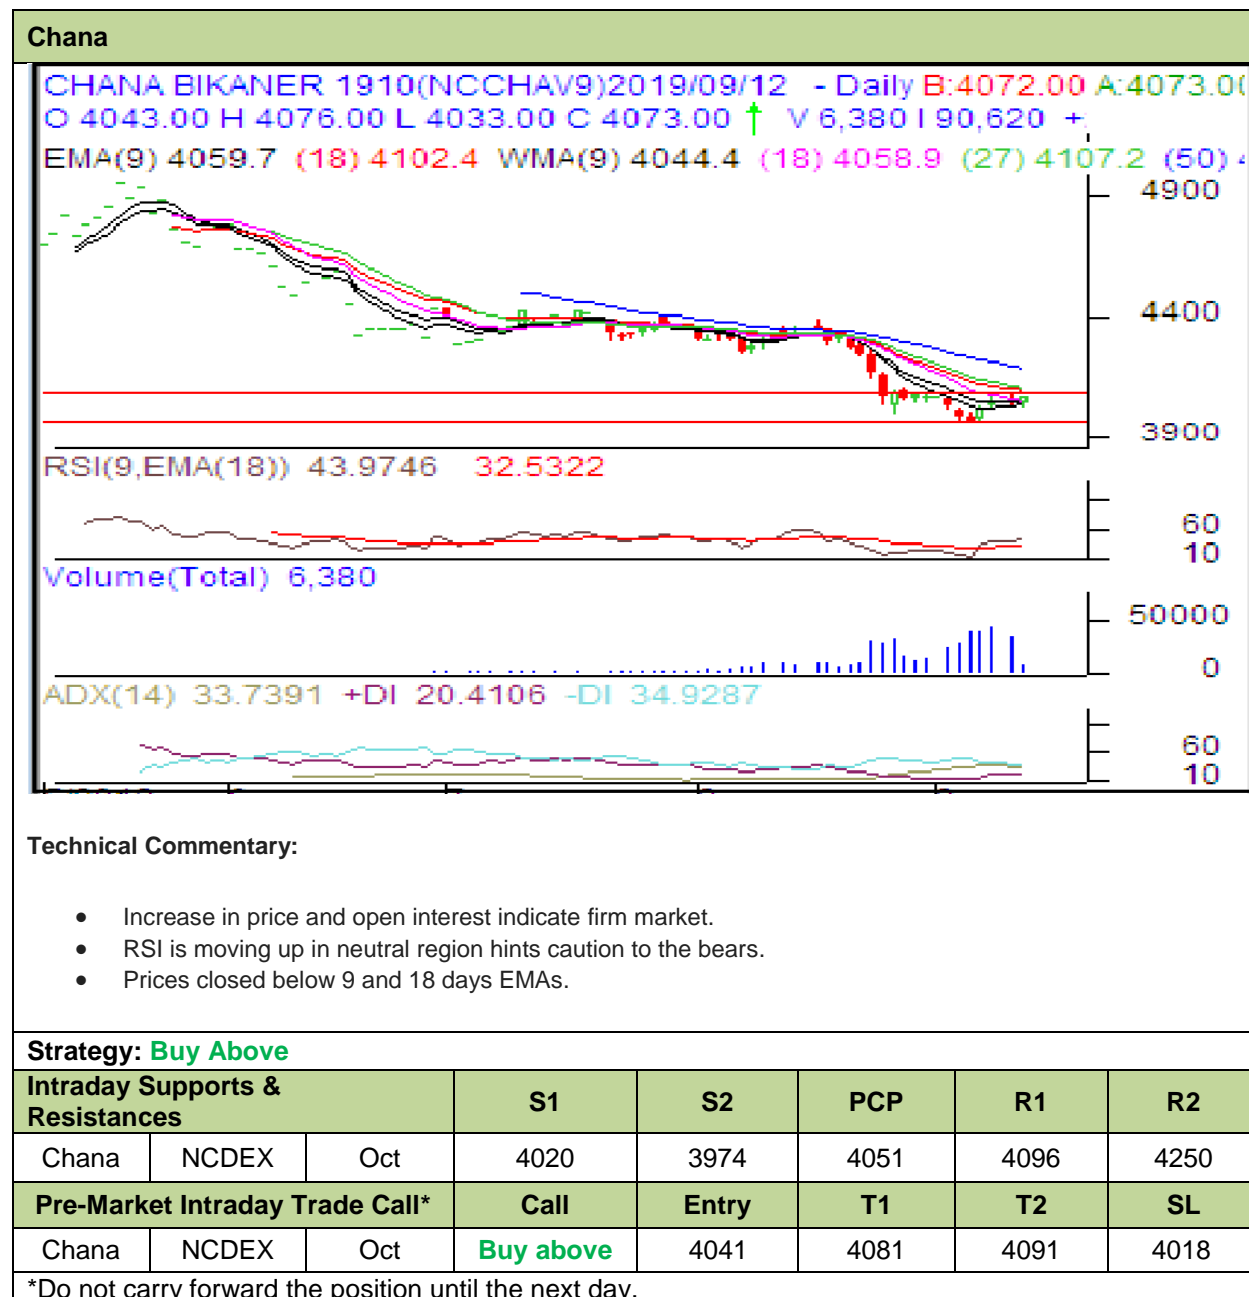 Chana
CHANA BIKANER 1910(NCCHAV9)2019/09/12 - Daily B:4072.00 A:4073.00
O 4043.00 H 4076.00 L 4033.00 C 4073.00 V 6,380 I 90,620 +
EMA(9) 4059.7 (18) 4102.4 WMA(9) 4044.4 (18) 4058.9 (27) 4107.2 (50)
4900
4400
3900
RSI(9,EMA(18)) 43.9746 32.5322
60
10
Volume(Total) 6,380
50000
0
ADX(14) 33.7391 +DI 20.4106 -DI 34.9287
60
10
Technical Commentary:
• Increase in price and open interest indicate firm market.
• RSI is moving up in neutral region hints caution to the bears.
• Prices closed below 9 and 18 days EMAs.
Strategy: Buy Above
Intraday Supports & Resistances S1 S2 PCP R1 R2
Chana NCDEX Oct 4020 3974 4051 4096 4250
Pre-Market Intraday Trade Call* Call Entry T1 T2 SL
Chana NCDEX Oct Buy above 4041 4081 4091 4018
*Do not carry forward the position until the next day.